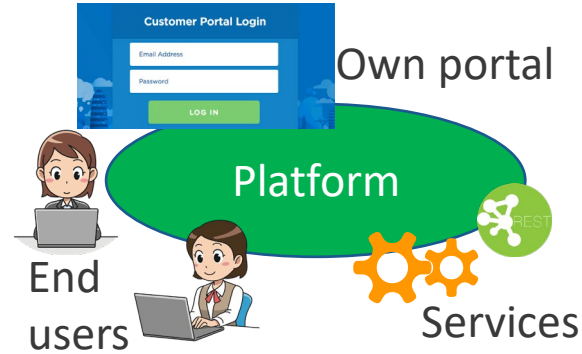 Customer Portal Login
Email Address
Password
LOG IN
Own portal
Platform
REST
End
users
Services